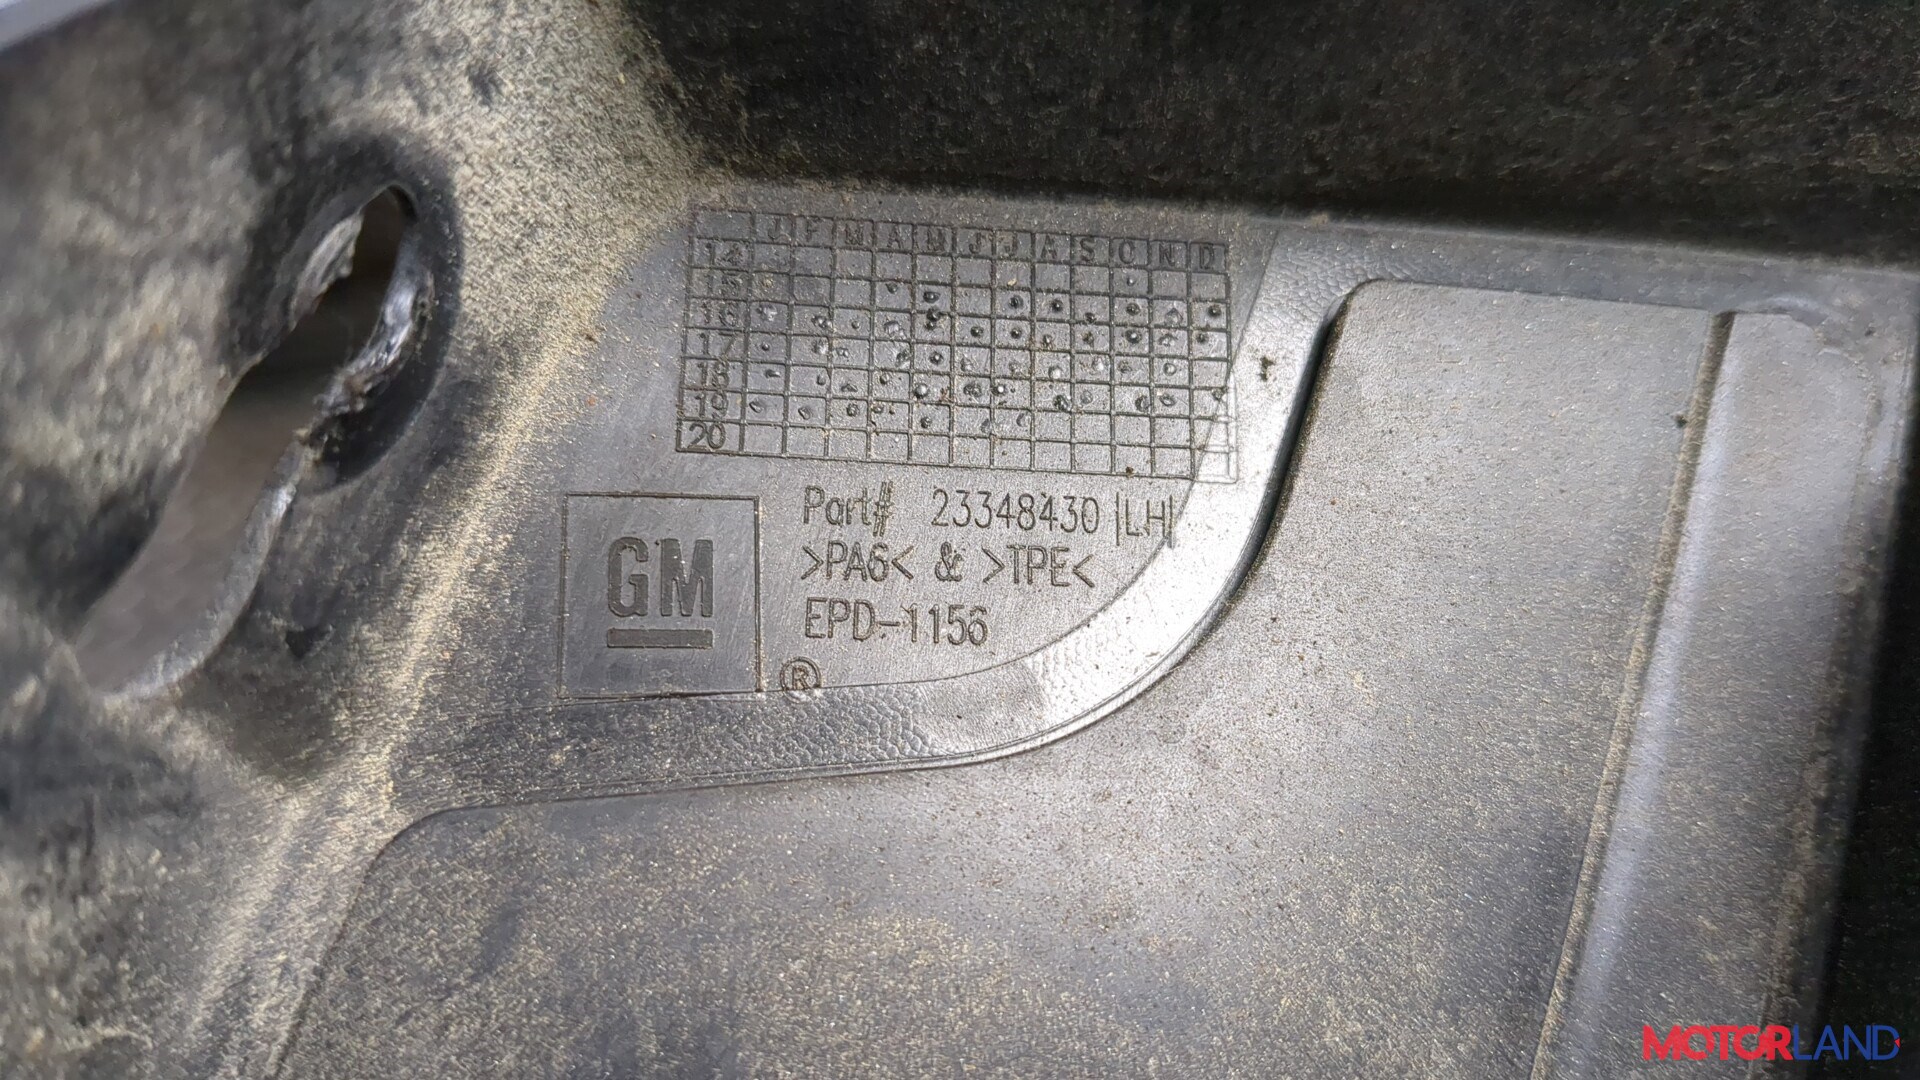 J F M A M J J A S O N D
14
15
16
17
18
19
20
GM
®
Part# 23348430 |LH|
>PA6< & >TPE<
EPD-1156
MOTORLAND